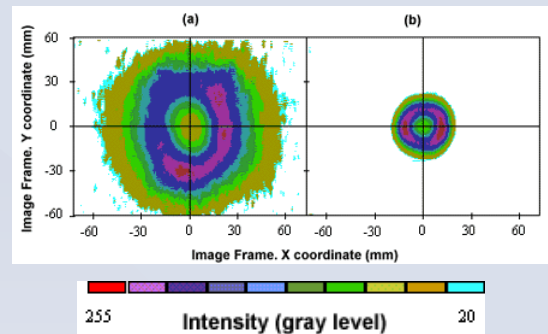 (a) (b)
Image Frame. Y coordinate (mm)
60
30
0
-30
-60
-60 -30 0 30 60 -30 0 30 60
Image Frame. X coordinate (mm)
255 20
Intensity (gray level)